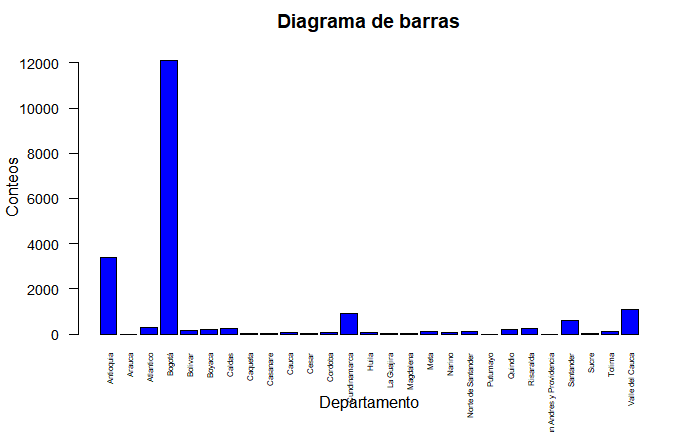 Diagrama de barras
Conteos
12000
10000
8000
6000
4000
2000
0
Antioquia
Arauca
Atlantico
Bogotá
Bolivar
Boyaca
Caldas
Caqueta
Casanare
Cauca
Cesar
Cordoba
Cundinamarca
Huila
La Guajira
Magdalena
Meta
Narino
Norte de Santander
Putumayo
Quindio
Risaralda
n Andres y Providencia
Santander
Sucre
Tolima
Valle del Cauca
Departamento